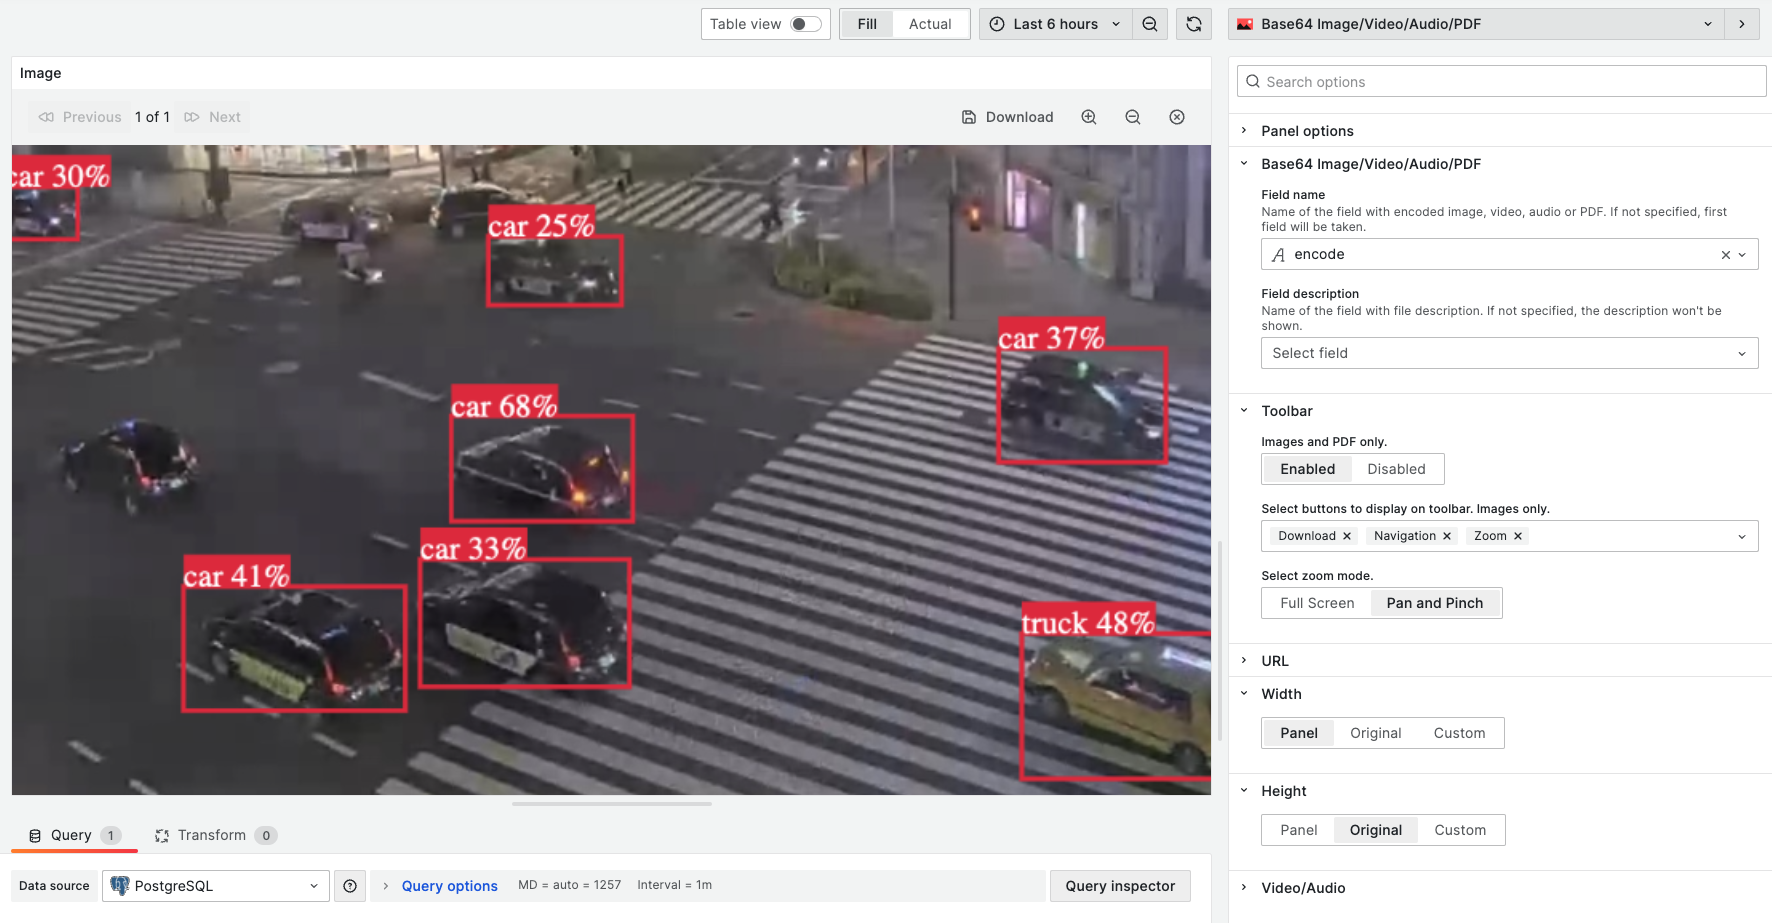 Table view
Fill
Actual
Last 6 hours
Base64 Image/Video/Audio/PDF
Image
Previous
1 of 1
Next
Download
car 30%
car 25%
car 37%
car 68%
car 33%
car 41%
truck 48%
Query 1
Transform 0
Data source
PostgreSQL
Query options
MD = auto = 1257
Interval = 1m
Query inspector
Search options
Panel options
Base64 Image/Video/Audio/PDF
Field name
Name of the field with encoded image, video, audio or PDF. If not specified, first
field will be taken.
encode
Field description
Name of the field with file description. If not specified, the description won't be
shown.
Select field
Toolbar
Images and PDF only.
Enabled
Disabled
Select buttons to display on toolbar. Images only.
Download
Navigation
Zoom
Select zoom mode.
Full Screen
Pan and Pinch
URL
Width
Panel
Original
Custom
Height
Panel
Original
Custom
Video/Audio